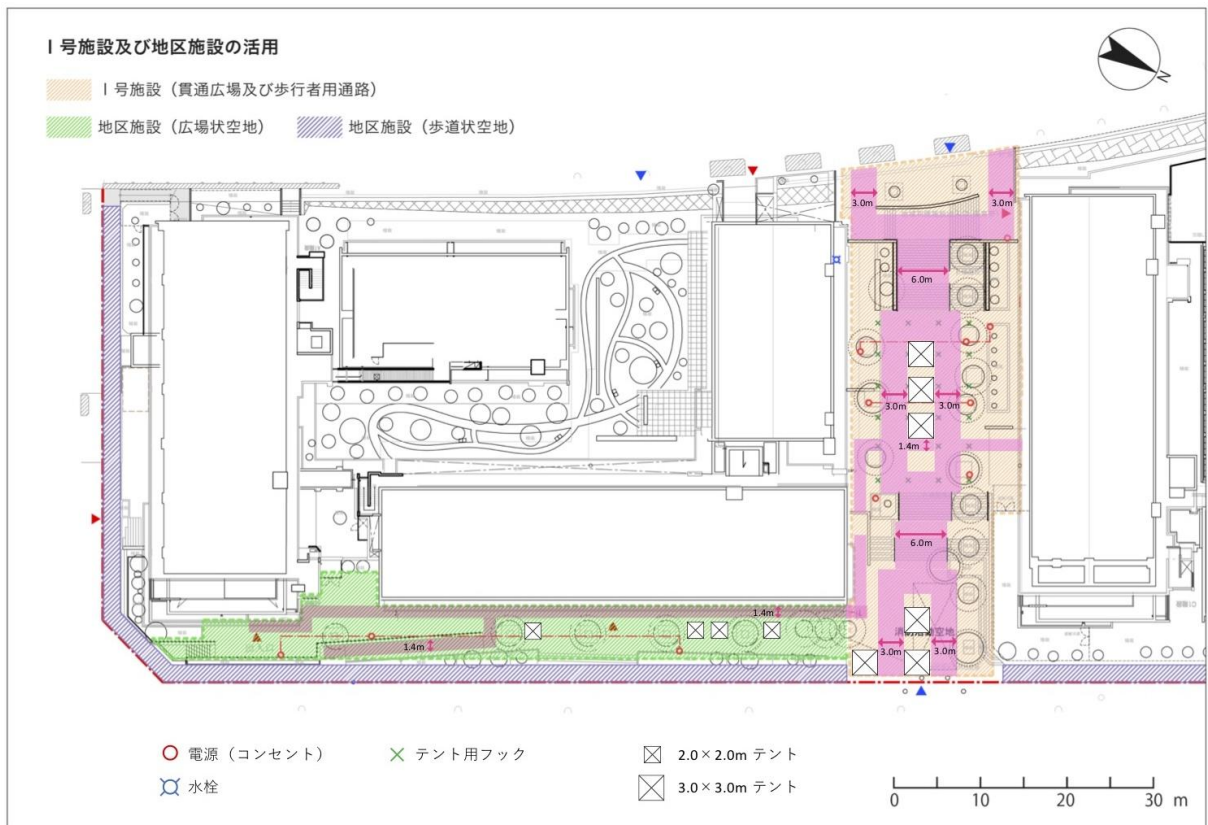 Ⅰ号施設及び地区施設の活用
N
Ⅰ号施設（貫通広場及び歩行者用通路）
地区施設（広場状空地） 地区施設（歩道状空地）
3.0m 3.0m
6.0m
3.0m 3.0m
1.4m
6.0m
1.4m
1.4m
3.0m 3.0m
電源（コンセント） テント用フック 2.0×2.0m テント
水栓 3.0×3.0m テント
0 10 20 30 m